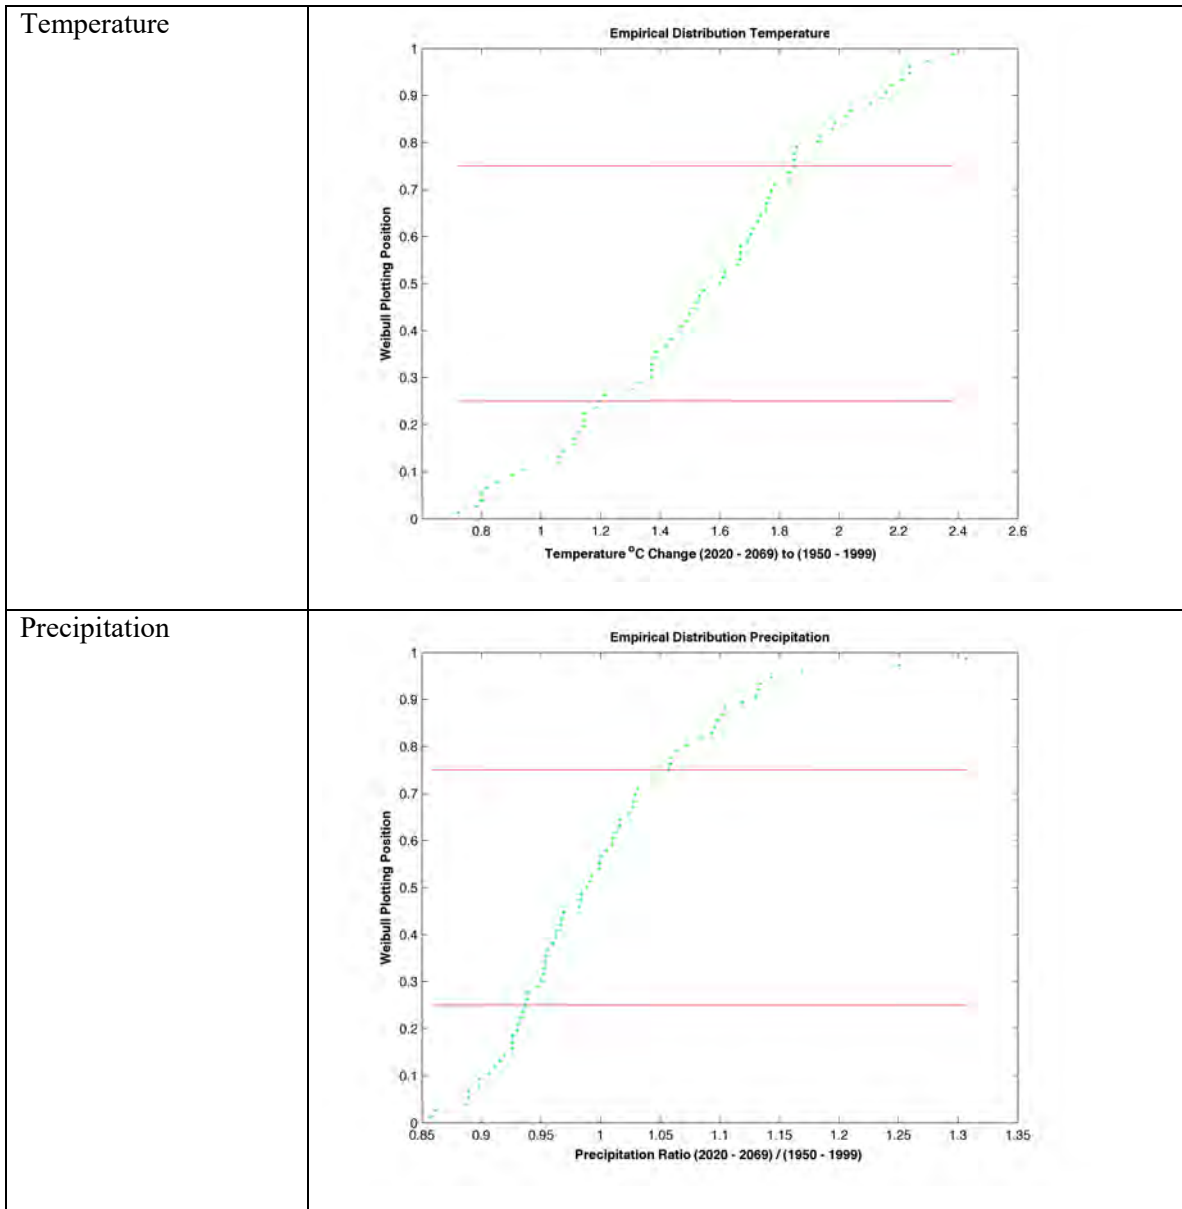 Temperature
Empirical Distribution Temperature
1
0.9
0.8
0.7
0.6
0.5
0.4
0.3
0.2
0.1
0
Weibull Plotting Position
0.8 1 1.2 1.4 1.6 1.8 2 2.2 2.4 2.6
Temperature °C Change (2020 - 2069) to (1950 - 1999)
Precipitation
Empirical Distribution Precipitation
1
0.9
0.8
0.7
0.6
0.5
0.4
0.3
0.2
0.1
0
Weibull Plotting Position
0.85 0.9 0.95 1 1.05 1.1 1.15 1.2 1.25 1.3 1.35
Precipitation Ratio (2020 - 2069) / (1950 - 1999)